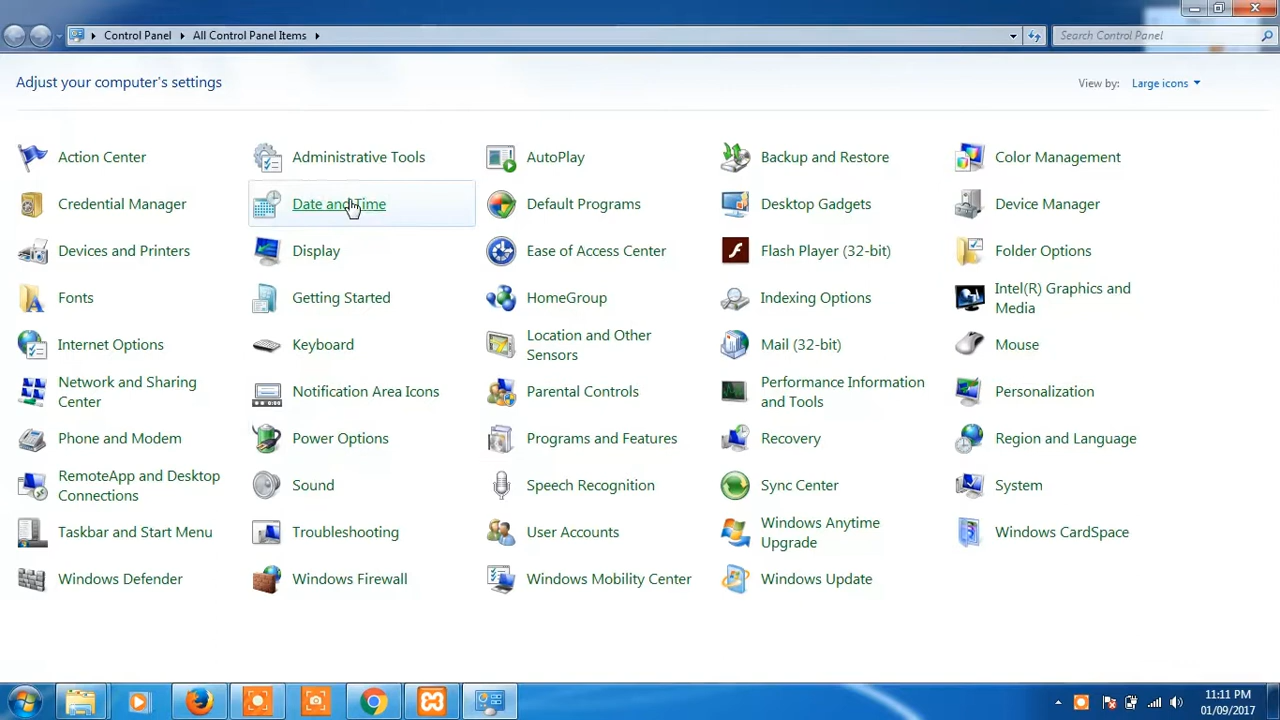 Control Panel
All Control Panel Items
Search Control Panel
Adjust your computer's settings
View by:
Large icons
Action Center
Administrative Tools
AutoPlay
Backup and Restore
Color Management
Credential Manager
Date and Time
Default Programs
Desktop Gadgets
Device Manager
Devices and Printers
Display
Ease of Access Center
Flash Player (32-bit)
Folder Options
Fonts
Getting Started
HomeGroup
Indexing Options
Intel(R) Graphics and
Media
Internet Options
Keyboard
Location and Other
Sensors
Mail (32-bit)
Mouse
Network and Sharing
Center
Notification Area Icons
Parental Controls
Performance Information
and Tools
Personalization
Phone and Modem
Power Options
Programs and Features
Recovery
Region and Language
RemoteApp and Desktop
Connections
Sound
Speech Recognition
Sync Center
System
Taskbar and Start Menu
Troubleshooting
User Accounts
Windows Anytime
Upgrade
Windows CardSpace
Windows Defender
Windows Firewall
Windows Mobility Center
Windows Update
11:11 PM
01/09/2017